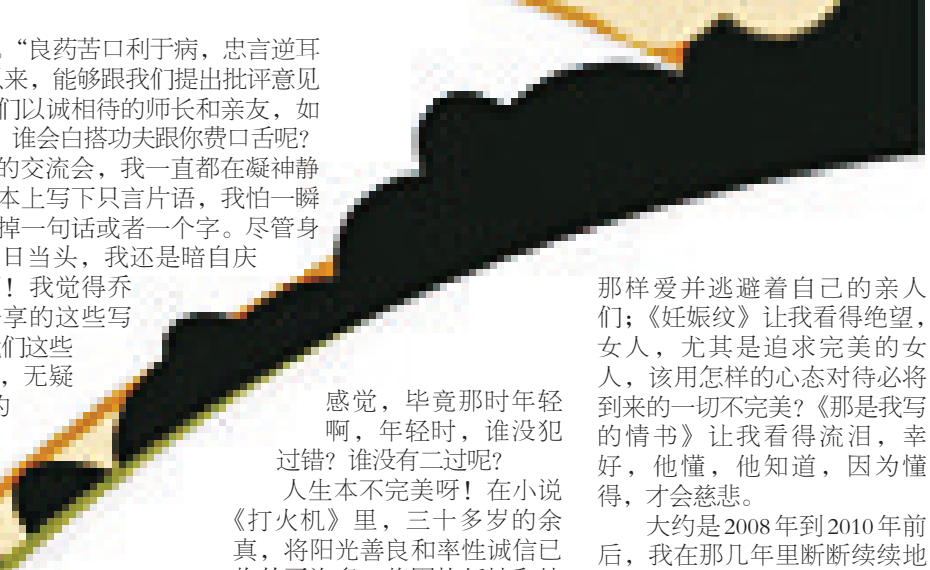 。“良药苦口利于病，忠言逆耳
来，能够跟我们提出批评意见
们以诚相待的师长和亲友，如
，谁会白搭功夫跟你费口舌呢？
的交流会，我一直都在凝神静
本上写下只言片语，我怕一瞬
掉一句话或者一个字。尽管身
日当头，我还是暗自庆
！我觉得乔
享的这些写
们这些
，无疑
的
感觉，毕竟那时年轻
啊，年轻时，谁没犯
过错？谁没有二过呢？
人生本不完美呀！在小说
《打火机》里，三十多岁的余
真，将阳光善良和率性诚信已
那样爱并逃避着自己的亲人
们；《妊娠纹》让我看得绝望，
女人，尤其是追求完美的女
人，该用怎样的心态对待必将
到来的一切不完美？《那是我写
的情书》让我看得流泪，幸
好，他懂，他知道，因为懂
得，才会慈悲。
大约是2008年到2010年前
后，我在那几年里断断续续地